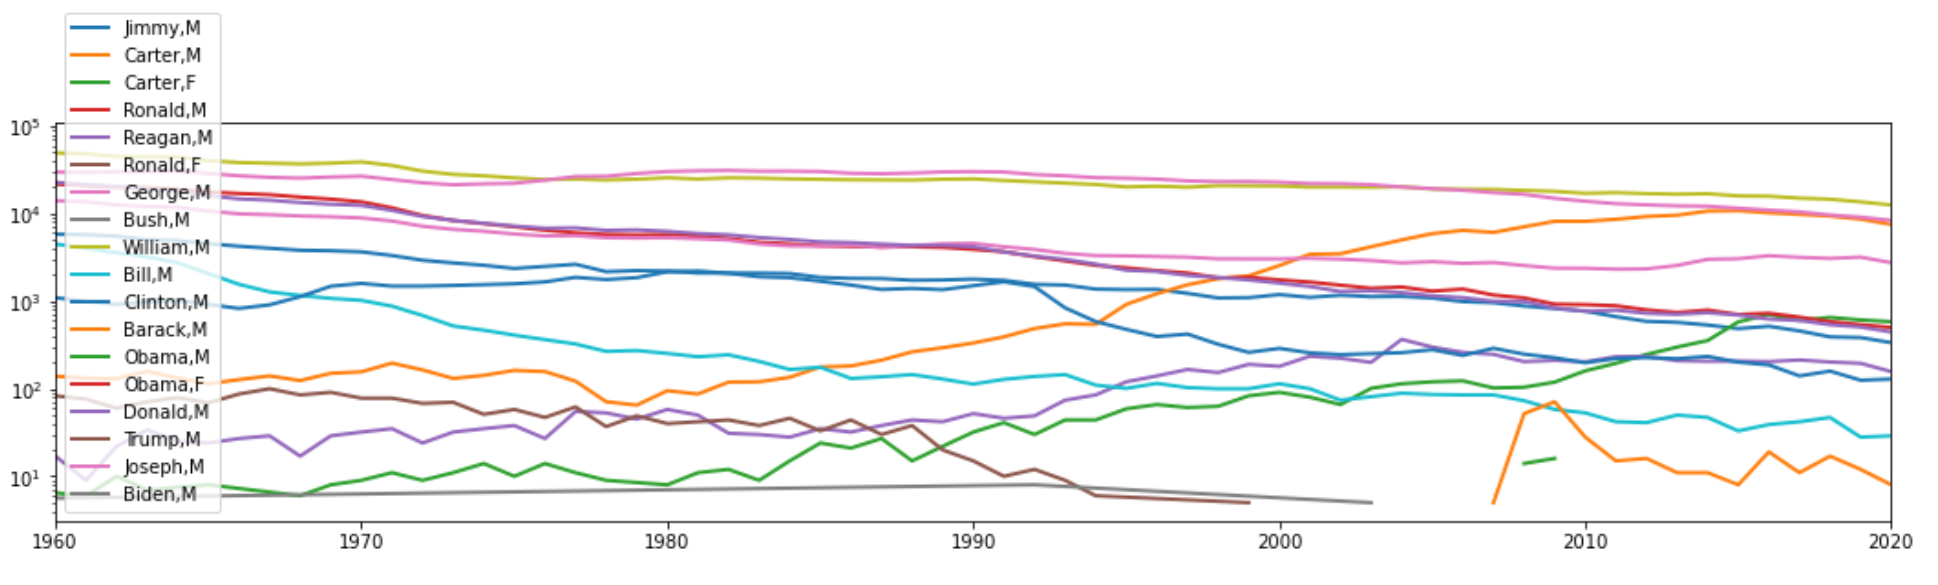 Jimmy,M
Carter,M
Carter,F
Ronald,M
Reagan,M
Ronald,F
George,M
Bush,M
William,M
Bill,M
Clinton,M
Barack,M
Obama,M
Obama,F
Donald,M
Trump,M
Joseph,M
Biden,M
10⁵
10⁴
10³
10²
10¹
1960 1970 1980 1990 2000 2010 2020